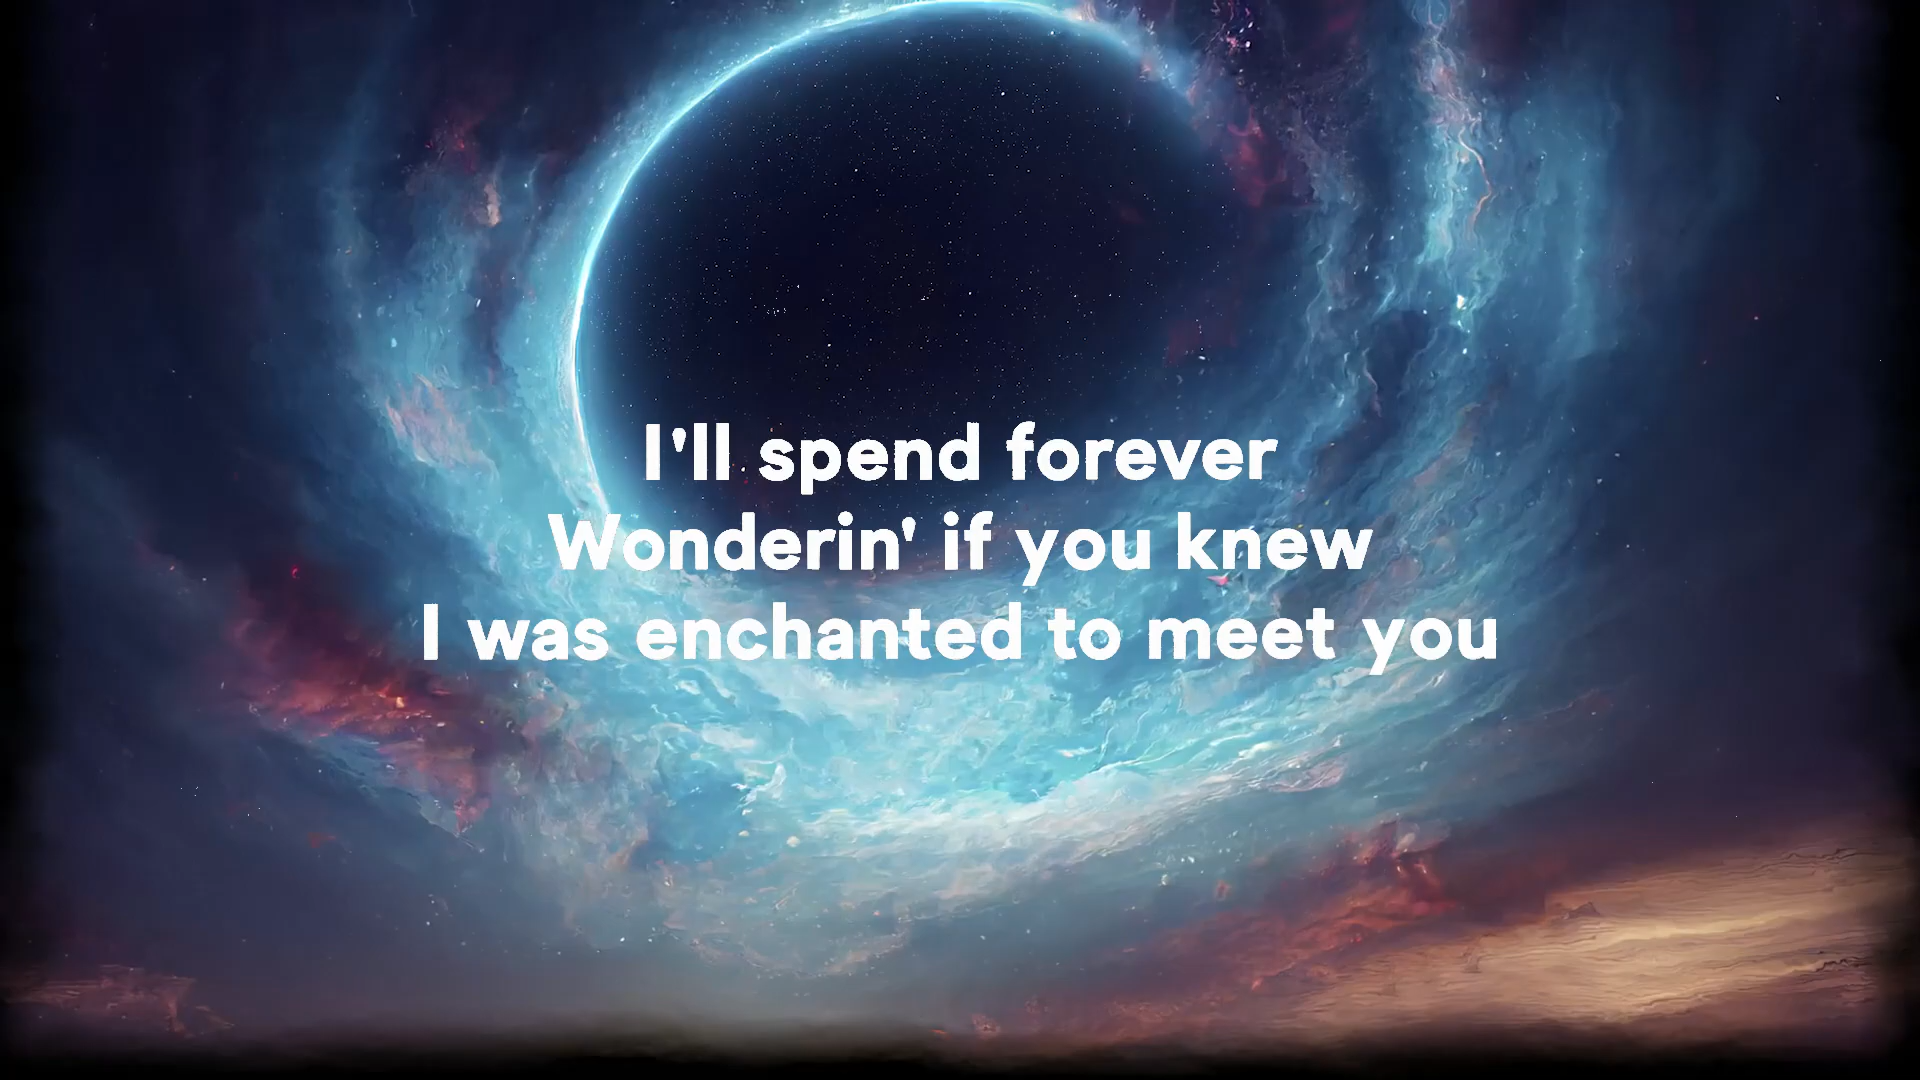 I'll spend forever
Wonderin' if you knew
I was enchanted to meet you